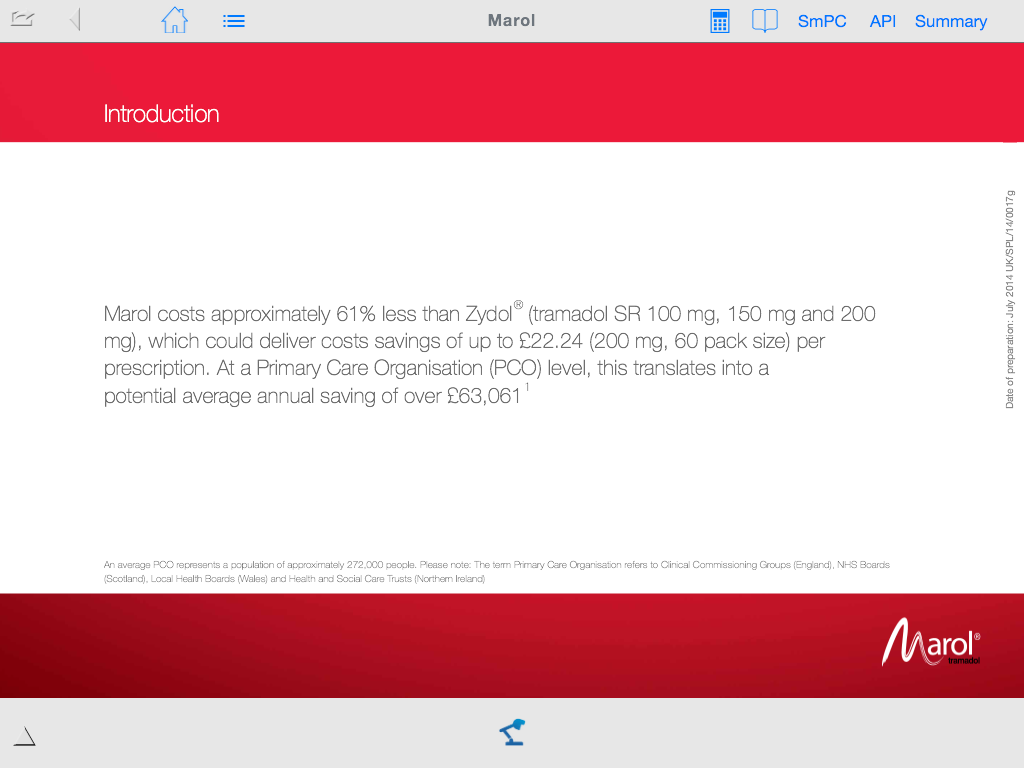 Marol
SmPC API Summary
Introduction
Date of preparation: July 2014 UK/SPL/14/0017g
Marol costs approximately 61% less than Zydol® (tramadol SR 100 mg, 150 mg and 200
mg), which could deliver costs savings of up to £22.24 (200 mg, 60 pack size) per
prescription. At a Primary Care Organisation (PCO) level, this translates into a
potential average annual saving of over £63,061¹
An average PCO represents a population of approximately 272,000 people. Please note: The term Primary Care Organisation refers to Clinical Commissioning Groups (England), NHS Boards
(Scotland), Local Health Boards (Wales) and Health and Social Care Trusts (Northern Ireland)
Marol®
tramadol